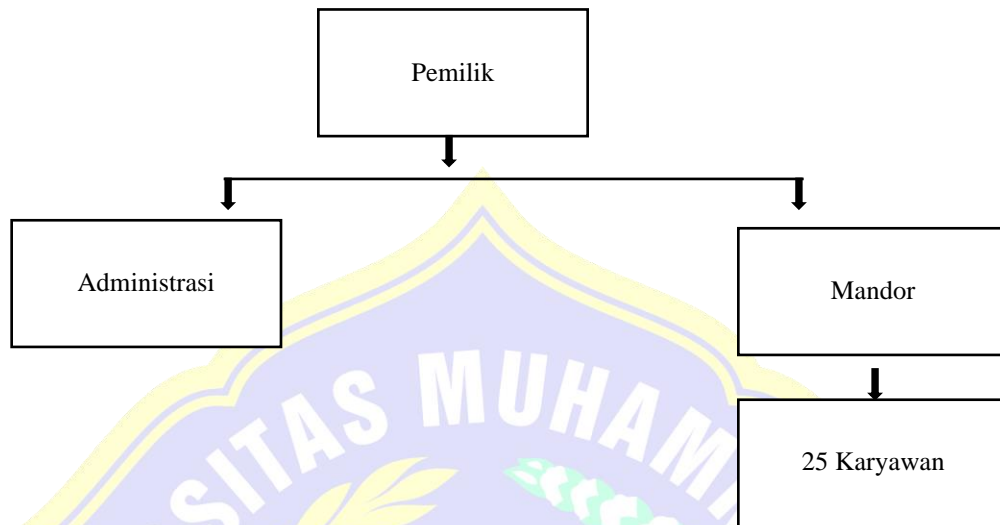 Pemilik
Administrasi
Mandor
SITAS MUHAM
25 Karyawan